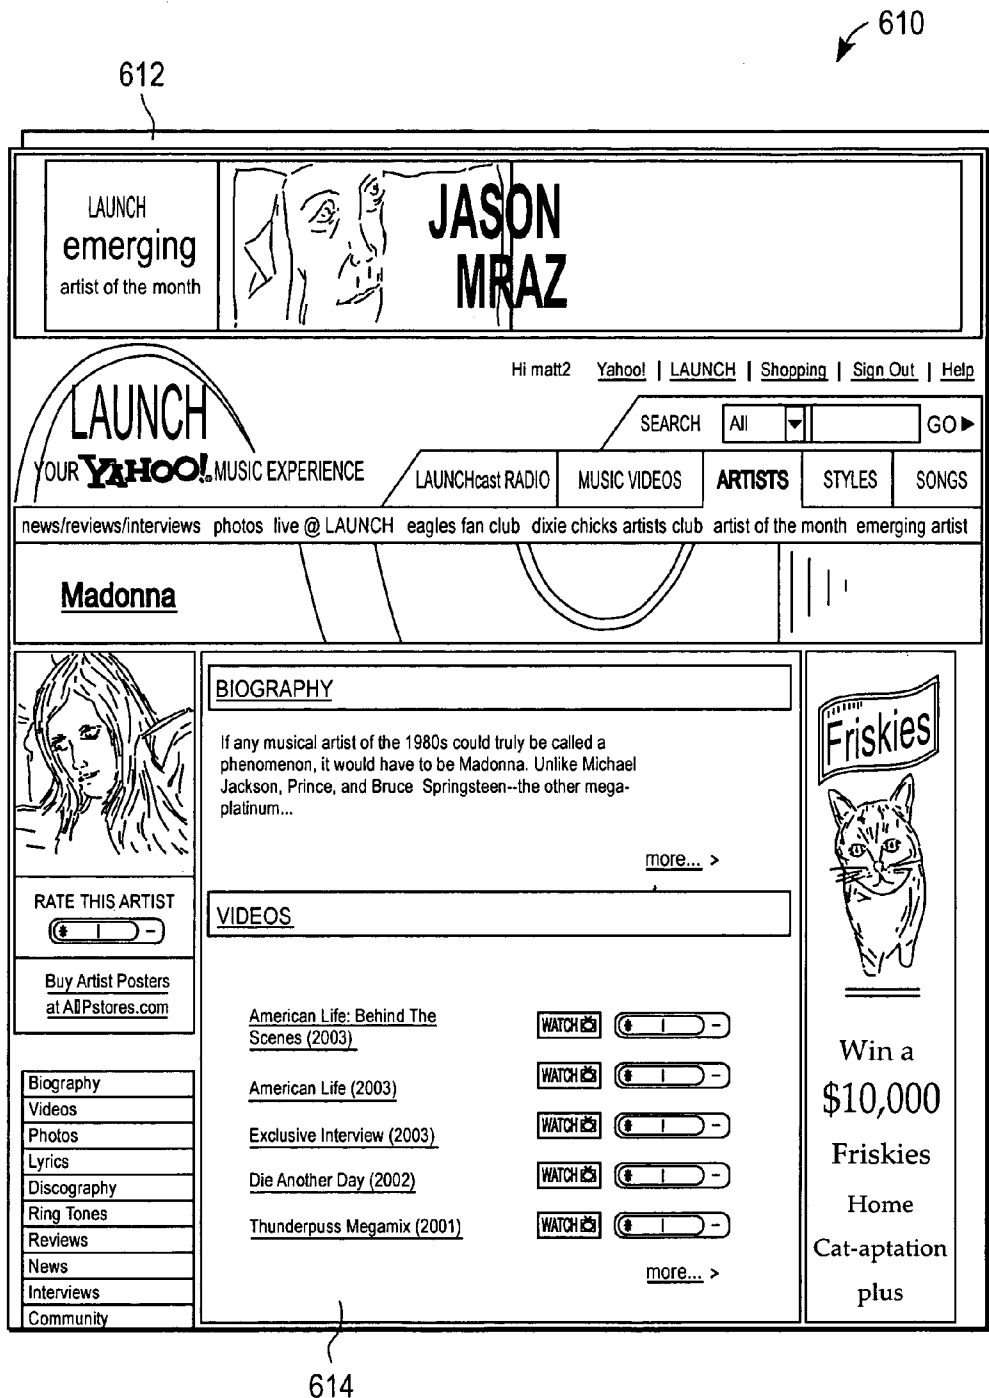 610
612
LAUNCH
emerging
artist of the month
JASON
MRAZ
Hi matt2 Yahoo! | LAUNCH | Shopping | Sign Out | Help
LAUNCH
YOUR YAHOO! MUSIC EXPERIENCE
SEARCH All GO
LAUNCHcast RADIO MUSIC VIDEOS ARTISTS STYLES SONGS
news/reviews/interviews photos live @ LAUNCH eagles fan club dixie chicks artists club artist of the month emerging artist
Madonna
RATE THIS ARTIST
Buy Artist Posters
at AllPstores.com
Biography
Videos
Photos
Lyrics
Discography
Ring Tones
Reviews
News
Interviews
Community
BIOGRAPHY
If any musical artist of the 1980s could truly be called a
phenomenon, it would have to be Madonna. Unlike Michael
Jackson, Prince, and Bruce Springsteen--the other mega-
platinum...
more... >
VIDEOS
American Life: Behind The
Scenes (2003)
WATCH
American Life (2003) WATCH
Exclusive Interview (2003) WATCH
Die Another Day (2002) WATCH
Thunderpuss Megamix (2001) WATCH
more... >
Friskies
Win a
$10,000
Friskies
Home
Cat-aptation
plus
614